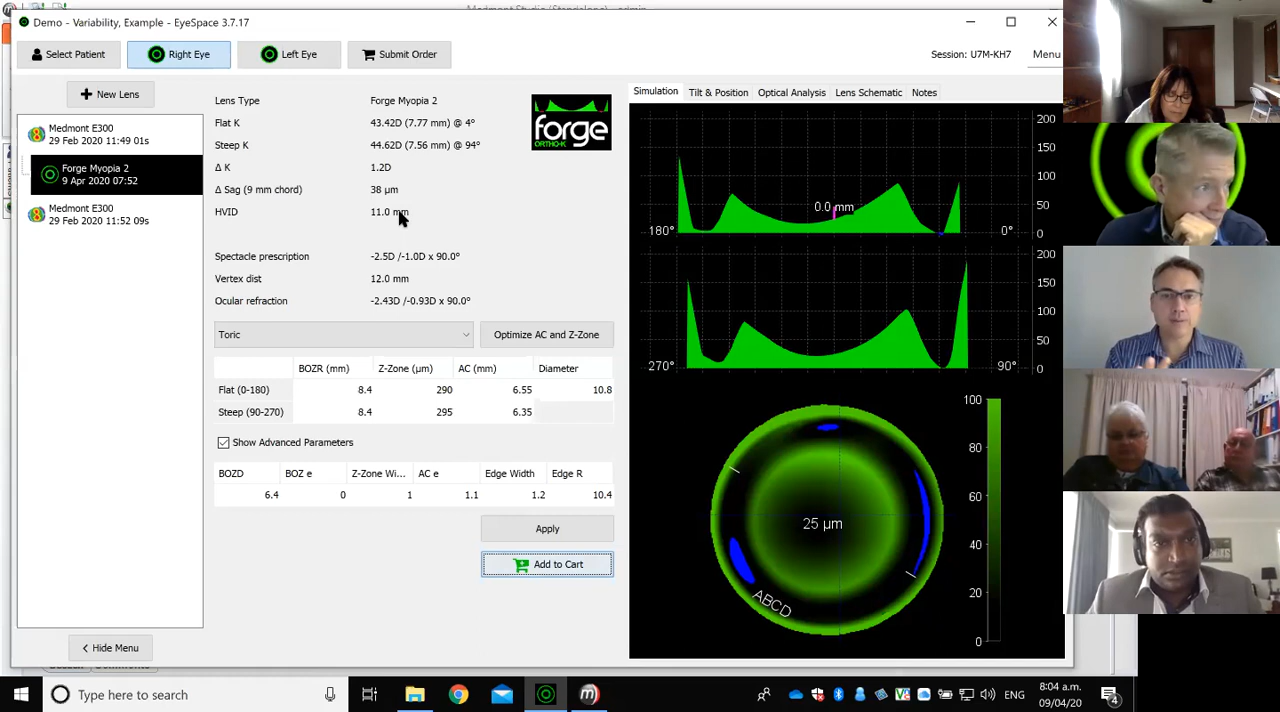 Demo - Variability, Example - EyeSpace 3.7.17
Select Patient
Right Eye
Left Eye
Submit Order
Session: U7M-KH7
Menu
New Lens
Medmont E300
29 Feb 2020 11:49 01s
Forge Myopia 2
9 Apr 2020 07:52
Medmont E300
29 Feb 2020 11:52 09s
Hide Menu
Lens Type Forge Myopia 2
Flat K 43.42D (7.77 mm) @ 4°
Steep K 44.62D (7.56 mm) @ 94°
Δ K 1.2D
Δ Sag (9 mm chord) 38 µm
HVID 11.0 mm
Spectacle prescription -2.5D /-1.0D x 90.0°
Vertex dist 12.0 mm
Ocular refraction -2.43D /-0.93D x 90.0°
forge
ORTHO-K
Toric
Optimize AC and Z-Zone
BOZR (mm) Z-Zone (µm) AC (mm) Diameter
Flat (0-180) 8.4 290 6.55 10.8
Steep (90-270) 8.4 295 6.35
Show Advanced Parameters
BOZD BOZ e Z-Zone Wi... AC e Edge Width Edge R
6.4 0 1 1.1 1.2 10.4
Apply
Add to Cart
Simulation
Tilt & Position
Optical Analysis
Lens Schematic
Notes
200
150
100
50
0
0.0 mm
180°
0°
200
150
100
50
0
270°
90°
100
80
60
40
20
0
25 µm
ABCD
Type here to search
ENG
8:04 a.m.
09/04/20
4